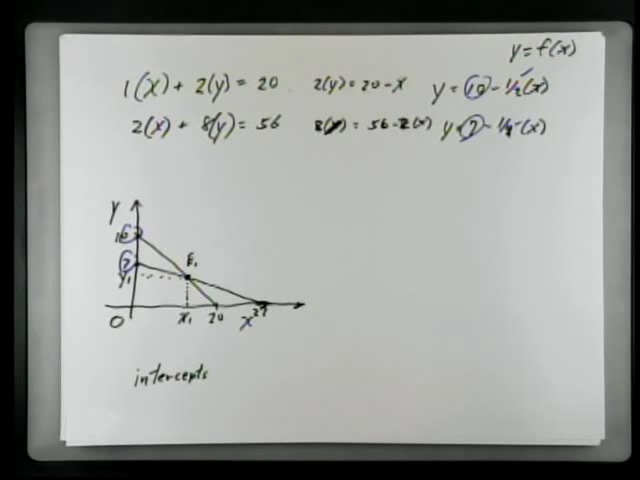 y = f(x)
1(x) + 2(y) = 20 2(y) = 20 - x y = 10 - 1/2(x)
2(x) + 8(y) = 56 8(y) = 56 - 2(x) y = 7 - 1/4(x)
y
10
7
E₁
y₁
0 x₁ 20 x
intercepts